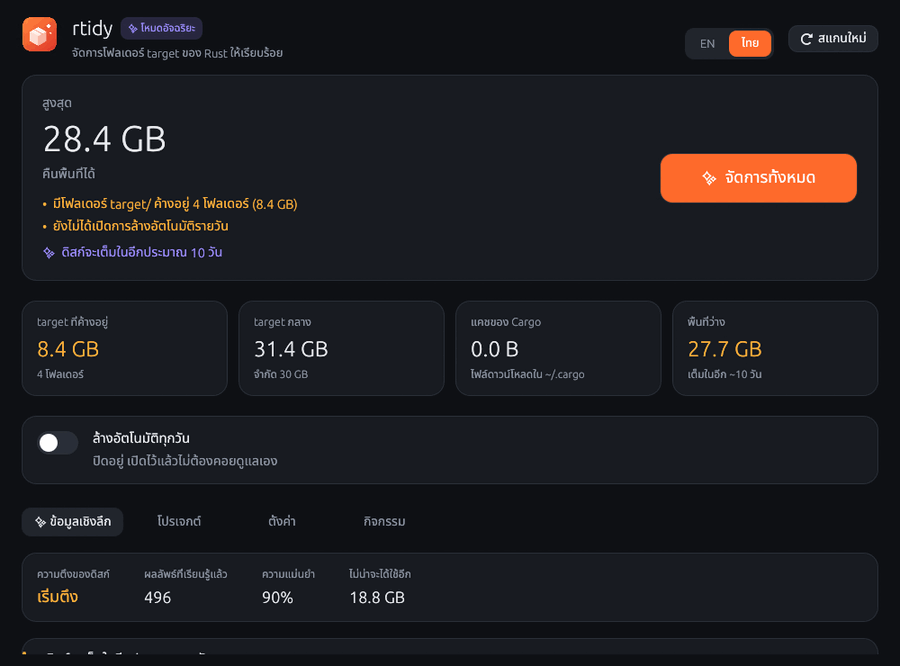 rtidy
โหมดอัจฉริยะ
จัดการโฟลเดอร์ target ของ Rust ให้เรียบร้อย
EN
ไทย
สแกนใหม่
สูงสุด
28.4 GB
คืนพื้นที่ได้
• มีโฟลเดอร์ target/ ค้างอยู่ 4 โฟลเดอร์ (8.4 GB)
• ยังไม่ได้เปิดการล้างอัตโนมัติรายวัน
ดิสก์จะเต็มในอีกประมาณ 10 วัน
จัดการทั้งหมด
target ที่ค้างอยู่
8.4 GB
4 โฟลเดอร์
target กลาง
31.4 GB
จำกัด 30 GB
แคชของ Cargo
0.0 B
ไฟล์ดาวน์โหลดใน ~/.cargo
พื้นที่ว่าง
27.7 GB
เต็มในอีก ~10 วัน
ล้างอัตโนมัติทุกวัน
ปิดอยู่ เปิดไว้แล้วไม่ต้องคอยดูแลเอง
ข้อมูลเชิงลึก
โปรเจกต์
ตั้งค่า
กิจกรรม
ความตึงของดิสก์
เริ่มตึง
ผลลัพธ์ที่เรียนรู้แล้ว
496
ความแม่นยำ
90%
ไม่น่าจะได้ใช้อีก
18.8 GB